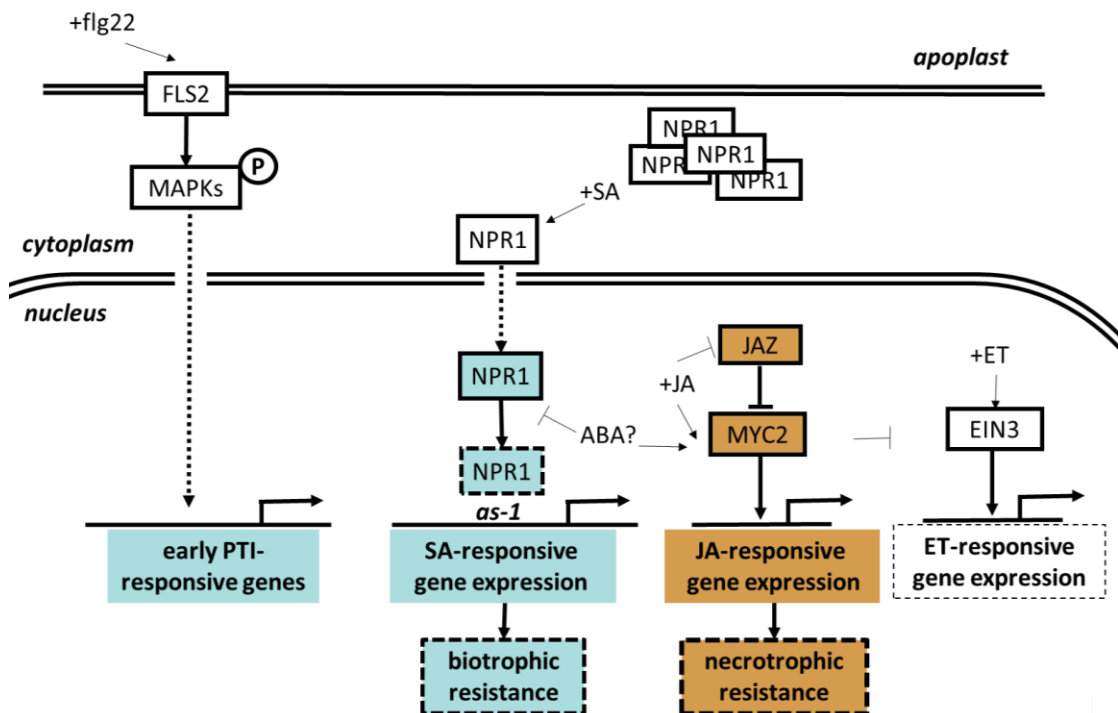 +flg22
apoplast
FLS2
NPR1
NPR1
NPR1
NPR1
MAPKs
P
+SA
NPR1
cytoplasm
nucleus
JAZ
+ET
NPR1
+JA
ABA?
MYC2
EIN3
NPR1
as-1
early PTI-
responsive genes
SA-responsive
gene expression
JA-responsive
gene expression
ET-responsive
gene expression
biotrophic
resistance
necrotrophic
resistance